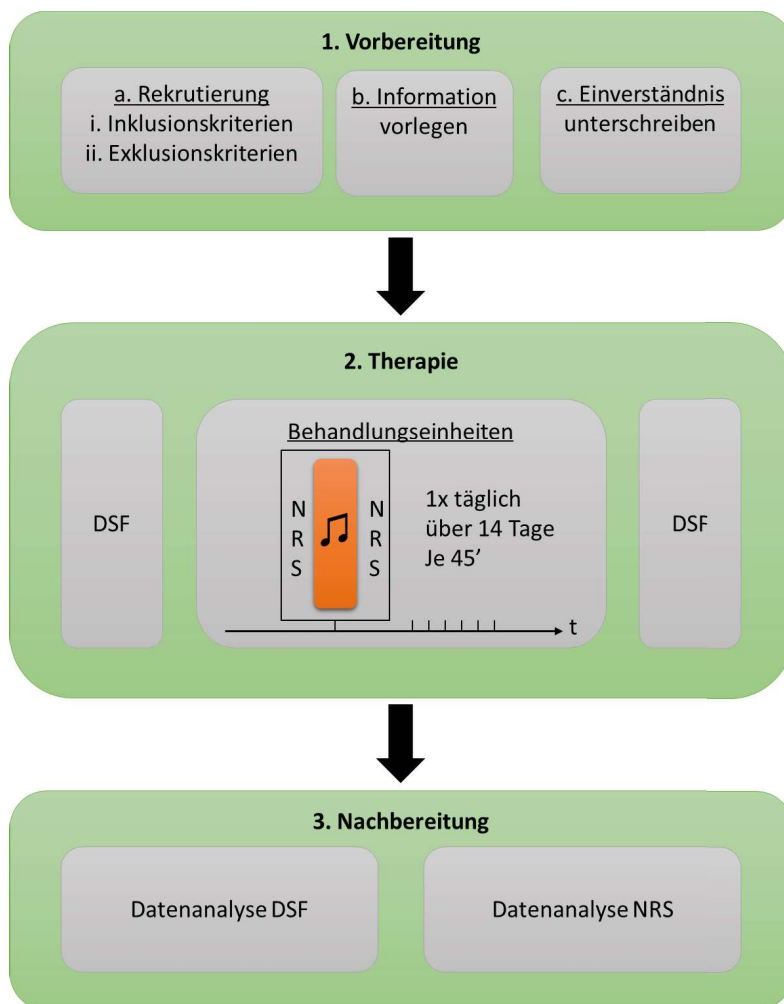 1. Vorbereitung
a. Rekrutierung
i. Inklusionskriterien
ii. Exklusionskriterien
b. Information
vorlegen
c. Einverständnis
unterschreiben
2. Therapie
DSF
Behandlungseinheiten
N
R
S
N
R
S
1x täglich
über 14 Tage
Je 45’
t
DSF
3. Nachbereitung
Datenanalyse DSF
Datenanalyse NRS